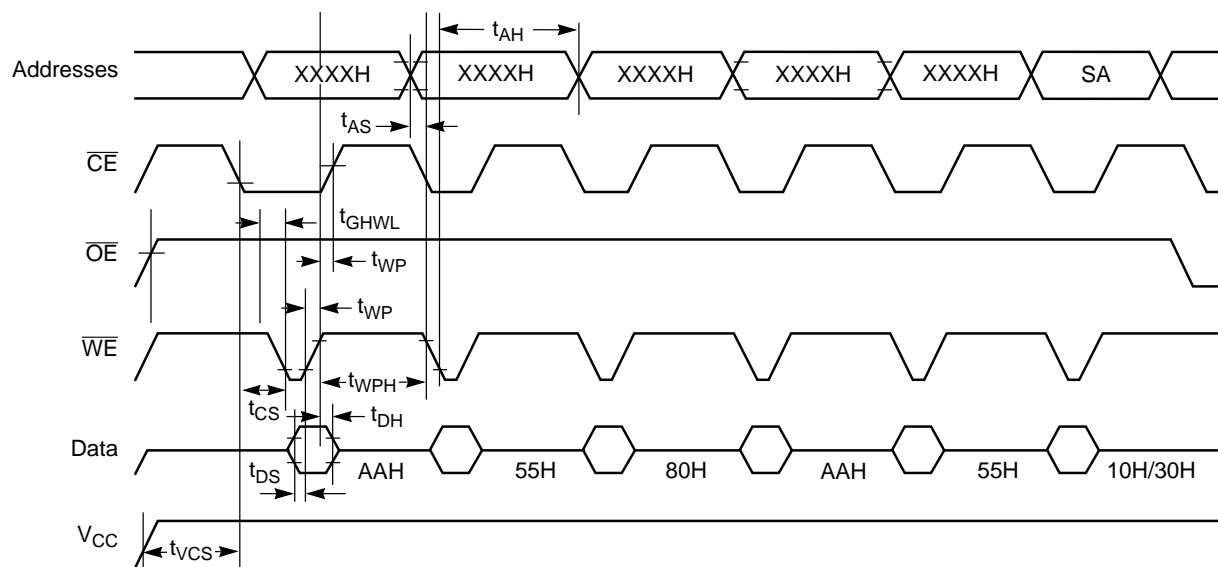 tAH
Addresses XXXXH XXXXH XXXXH XXXXH XXXXH SA
tAS
CE
tGHWL
OE
tWP
tWP
WE
tWPH
tCS tDH
Data
tDS AAH 55H 80H AAH 55H 10H/30H
VCC
tVCS